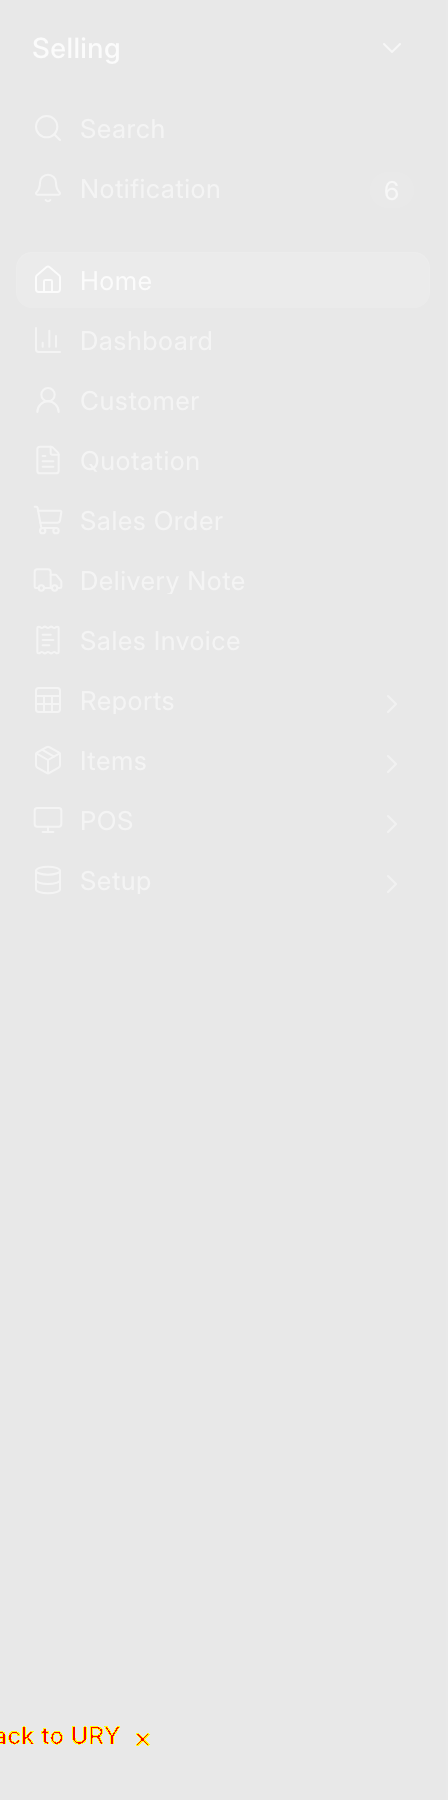 Selling
Search
Notification
6
Home
Dashboard
Customer
Quotation
Sales Order
Delivery Note
Sales Invoice
Reports
Items
POS
Setup
ack to URY ×